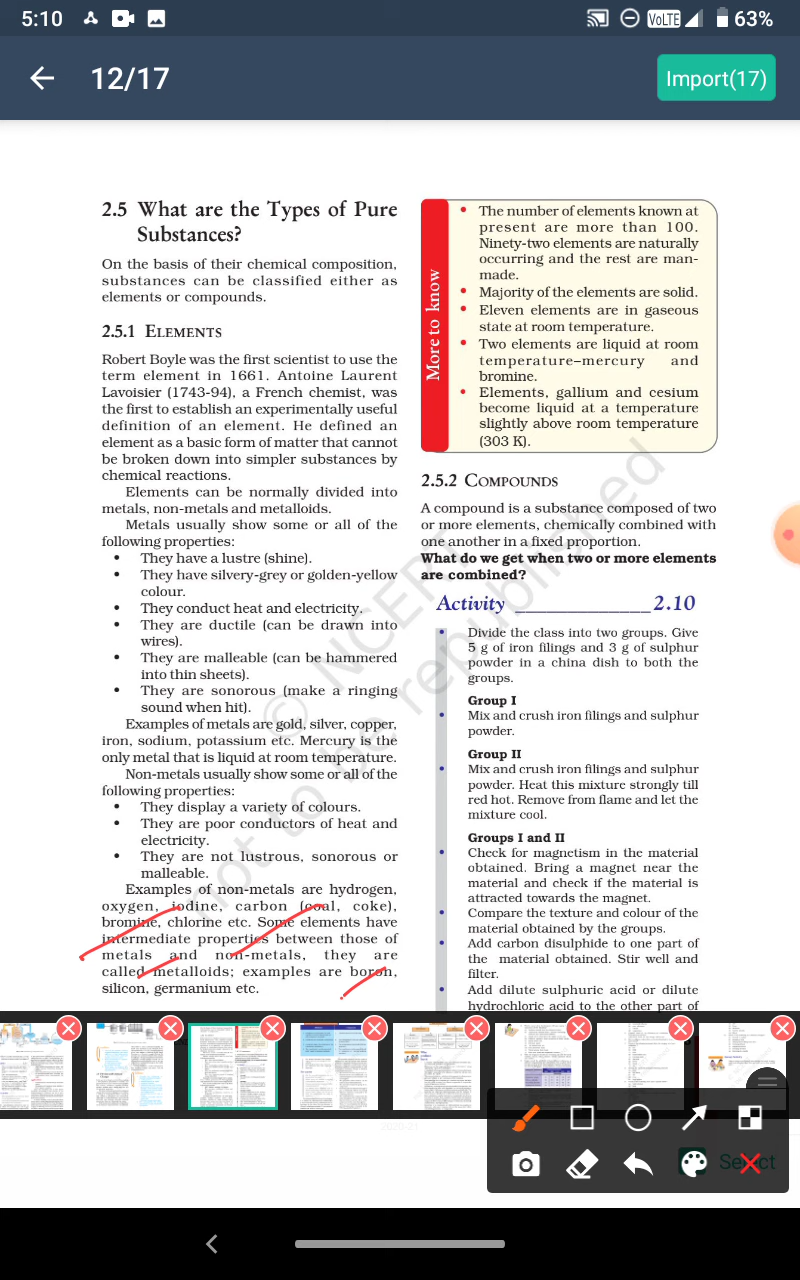 5:10
VoLTE
63%
12/17
Import(17)
2.5 What are the Types of Pure
Substances?
On the basis of their chemical composition,
substances can be classified either as
elements or compounds.
2.5.1 ELEMENTS
Robert Boyle was the first scientist to use the
term element in 1661. Antoine Laurent
Lavoisier (1743-94), a French chemist, was
the first to establish an experimentally useful
definition of an element. He defined an
element as a basic form of matter that cannot
be broken down into simpler substances by
chemical reactions.
Elements can be normally divided into
metals, non-metals and metalloids.
Metals usually show some or all of the
following properties:
• They have a lustre (shine).
• They have silvery-grey or golden-yellow
colour.
• They conduct heat and electricity.
• They are ductile (can be drawn into
wires).
• They are malleable (can be hammered
into thin sheets).
• They are sonorous (make a ringing
sound when hit).
Examples of metals are gold, silver, copper,
iron, sodium, potassium etc. Mercury is the
only metal that is liquid at room temperature.
Non-metals usually show some or all of the
following properties:
• They display a variety of colours.
• They are poor conductors of heat and
electricity.
• They are not lustrous, sonorous or
malleable.
Examples of non-metals are hydrogen,
oxygen, iodine, carbon (coal, coke),
bromine, chlorine etc. Some elements have
intermediate properties between those of
metals and non-metals, they are
called metalloids; examples are boron,
silicon, germanium etc.
More to know
• The number of elements known at
present are more than 100.
Ninety-two elements are naturally
occurring and the rest are man-
made.
• Majority of the elements are solid.
• Eleven elements are in gaseous
state at room temperature.
• Two elements are liquid at room
temperature–mercury and
bromine.
• Elements, gallium and cesium
become liquid at a temperature
slightly above room temperature
(303 K).
2.5.2 COMPOUNDS
A compound is a substance composed of two
or more elements, chemically combined with
one another in a fixed proportion.
What do we get when two or more elements
are combined?
Activity ______________ 2.10
• Divide the class into two groups. Give
5 g of iron filings and 3 g of sulphur
powder in a china dish to both the
groups.
Group I
• Mix and crush iron filings and sulphur
powder.
Group II
• Mix and crush iron filings and sulphur
powder. Heat this mixture strongly till
red hot. Remove from flame and let the
mixture cool.
Groups I and II
• Check for magnetism in the material
obtained. Bring a magnet near the
material and check if the material is
attracted towards the magnet.
• Compare the texture and colour of the
material obtained by the groups.
• Add carbon disulphide to one part of
the material obtained. Stir well and
filter.
• Add dilute sulphuric acid or dilute
hydrochloric acid to the other part of
© NCERT
not to be republished
2020-21
Select